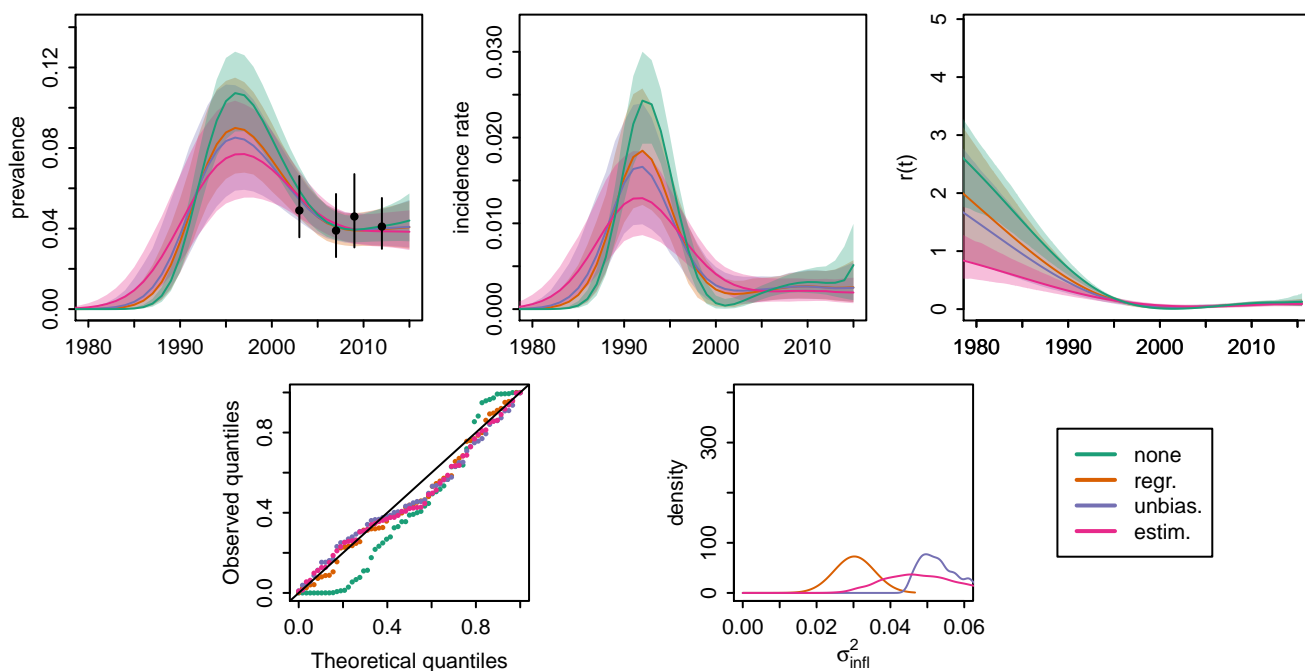 prevalence
0.00 0.04 0.08 0.12
1980 1990 2000 2010
incidence rate
0.000 0.010 0.020 0.030
1980 1990 2000 2010
r(t)
0 1 2 3 4 5
1980 1990 2000 2010
Observed quantiles
0.0 0.4 0.8
0.0 0.4 0.8
Theoretical quantiles
density
0 100 300
0.00 0.02 0.04 0.06
σ²infl
none
regr.
unbias.
estim.